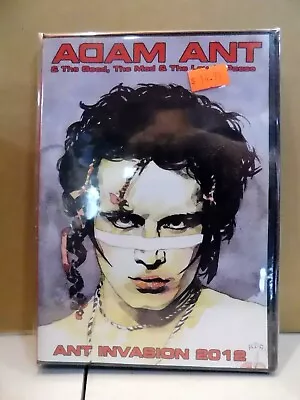 ADAM ANT
& The Good, The Mad & The Posse
ANT INVASION 2012